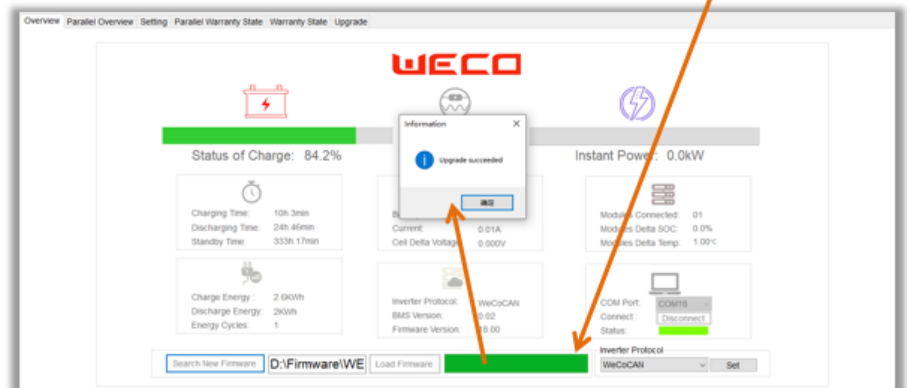 Overview Parallel Overview Setting Parallel Warranty State Warranty State Upgrade
WECO
Information
Upgrade succeeded
确定
Status of Charge: 84.2%
Instant Power: 0.0kW
Charging Time: 10h:3min
Discharging Time: 24h.46min
Standby Time: 333h.17min
Current: 0.01A
Cell Delta Voltage: 0.000V
Modules Connected: 01
Modules Delta SOC: 0.0%
Modules Delta Temp: 1.00°C
Charge Energy : 2.6KWh
Discharge Energy: 2KWh
Energy Cycles: 1
Inverter Protocol: WeCoCAN
BMS Version: 0.02
Firmware Version: 18.00
COM Port: COM18
Connect : Disconnect
Status:
Search New Firmware D:\Firmware\WE Load Firmware
Inverter Protocol
WeCoCAN Set